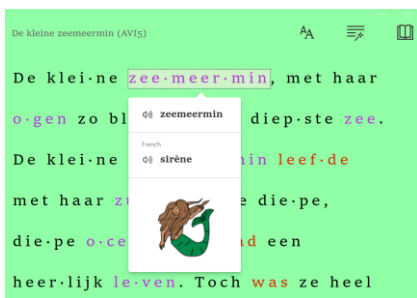 De kleine zeemeermin (AVI5)
AA
De klei·ne zee·meer·min, met haar
o·gen zo bl diep·ste zee.
zeemeermin
French
sirène
De klei·ne min leef·de
met haar z e die·pe,
die·pe o·ce d een
heer·lijk le·ven. Toch was ze heel